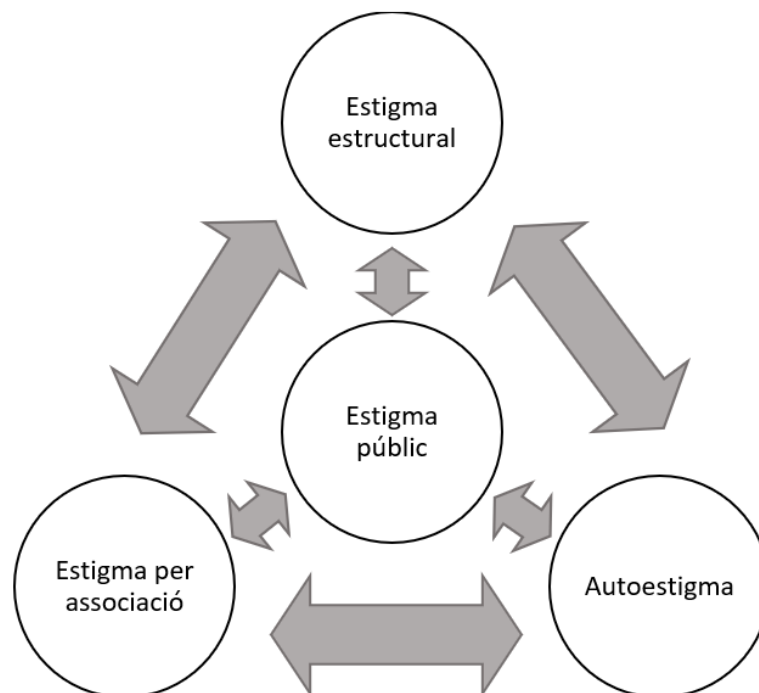 Estigma
estructural
Estigma
públic
Estigma per
associació
Autoestigma